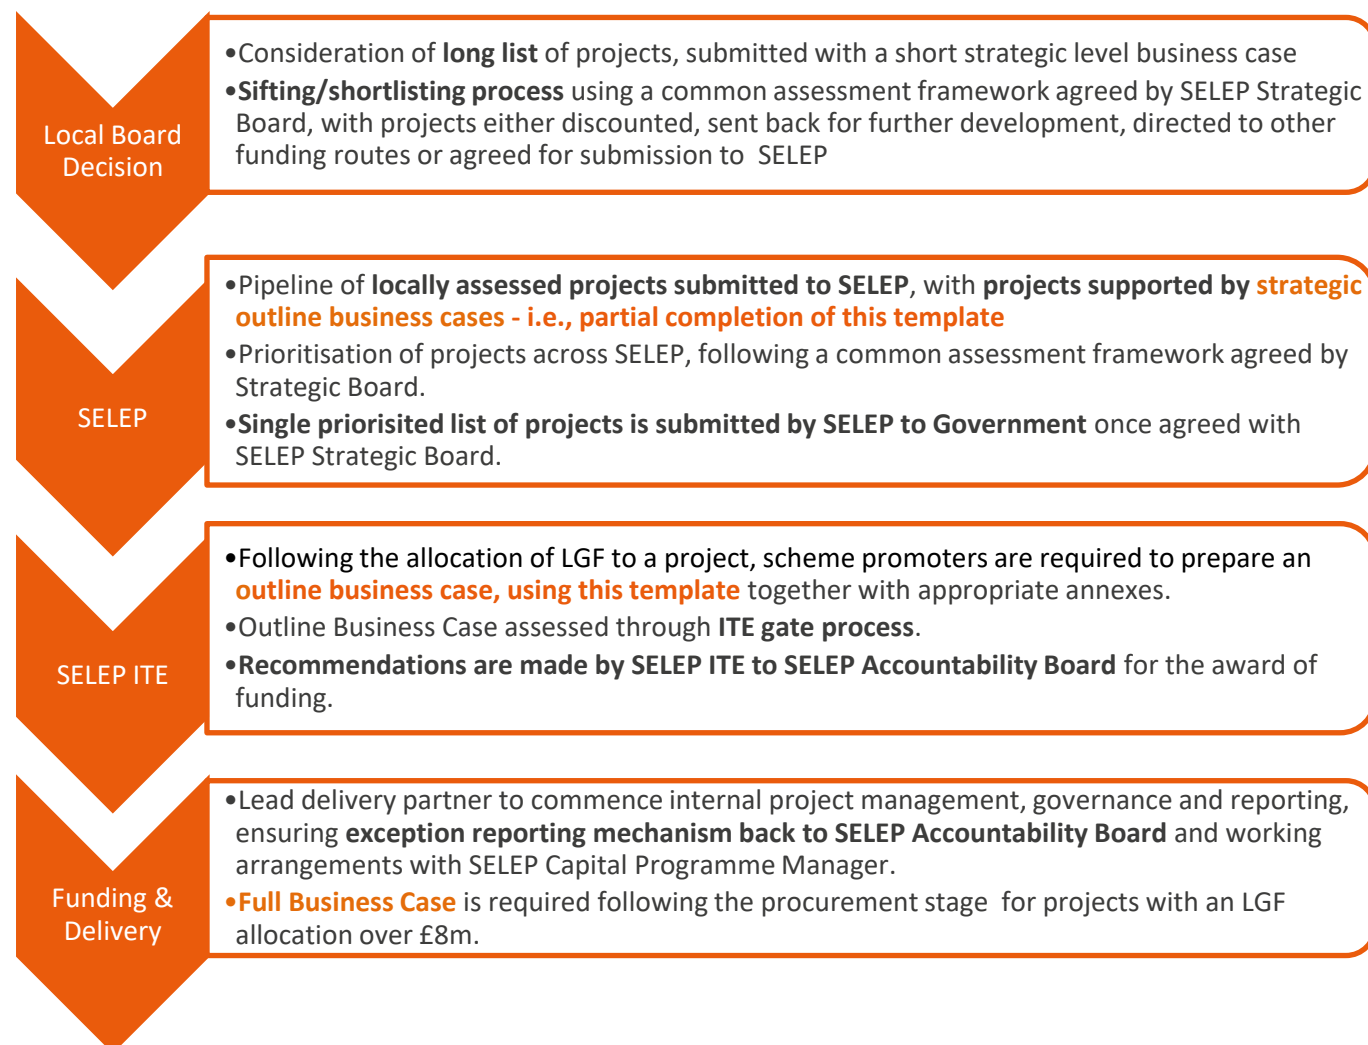 Local Board
Decision
•Consideration of long list of projects, submitted with a short strategic level business case
•Sifting/shortlisting process using a common assessment framework agreed by SELEP Strategic
Board, with projects either discounted, sent back for further development, directed to other
funding routes or agreed for submission to SELEP
SELEP
•Pipeline of locally assessed projects submitted to SELEP, with projects supported by strategic
outline business cases - i.e., partial completion of this template
•Prioritisation of projects across SELEP, following a common assessment framework agreed by
Strategic Board.
•Single priorisited list of projects is submitted by SELEP to Government once agreed with
SELEP Strategic Board.
SELEP ITE
•Following the allocation of LGF to a project, scheme promoters are required to prepare an
outline business case, using this template together with appropriate annexes.
•Outline Business Case assessed through ITE gate process.
•Recommendations are made by SELEP ITE to SELEP Accountability Board for the award of
funding.
Funding &
Delivery
•Lead delivery partner to commence internal project management, governance and reporting,
ensuring exception reporting mechanism back to SELEP Accountability Board and working
arrangements with SELEP Capital Programme Manager.
•Full Business Case is required following the procurement stage for projects with an LGF
allocation over £8m.